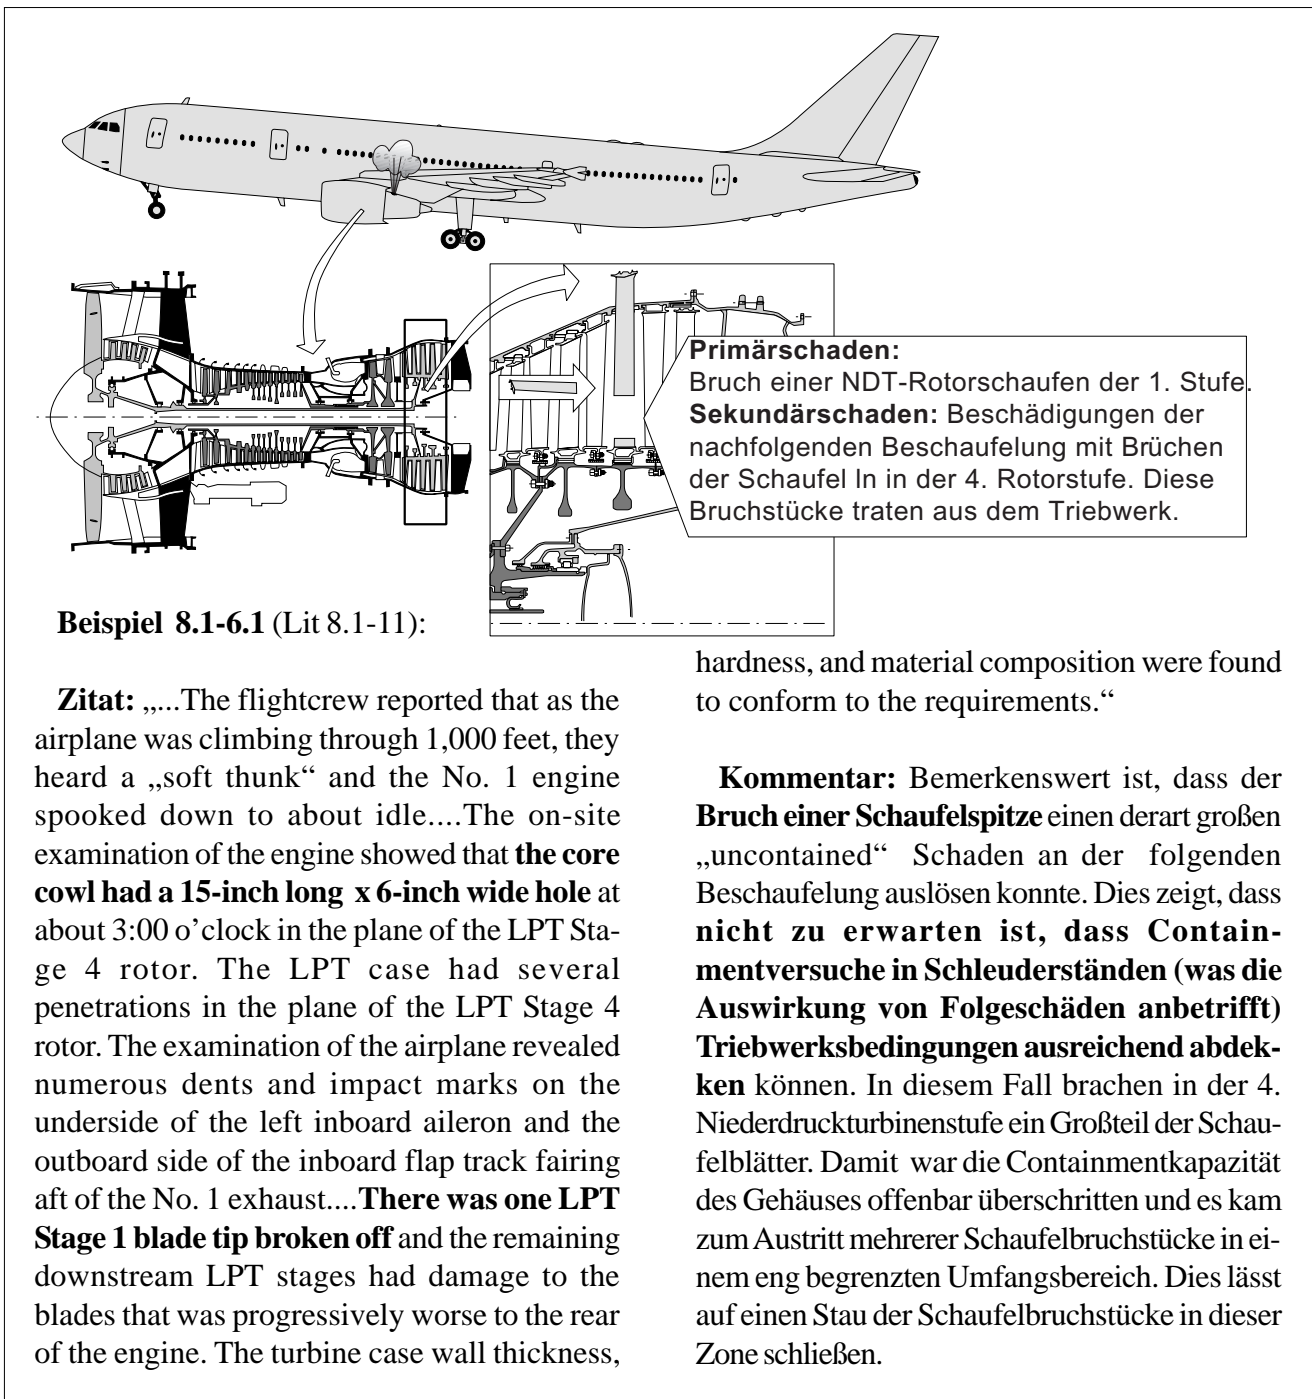 Primärschaden:
Bruch einer NDT-Rotorschaufen der 1. Stufe.
Sekundärschaden: Beschädigungen der
nachfolgenden Beschaufelung mit Brüchen
der Schaufel ln in der 4. Rotorstufe. Diese
Bruchstücke traten aus dem Triebwerk.
Beispiel 8.1-6.1 (Lit 8.1-11):
Zitat: „...The flightcrew reported that as the
airplane was climbing through 1,000 feet, they
heard a „soft thunk“ and the No. 1 engine
spooked down to about idle....The on-site
examination of the engine showed that the core
cowl had a 15-inch long x 6-inch wide hole at
about 3:00 o’clock in the plane of the LPT Sta-
ge 4 rotor. The LPT case had several
penetrations in the plane of the LPT Stage 4
rotor. The examination of the airplane revealed
numerous dents and impact marks on the
underside of the left inboard aileron and the
outboard side of the inboard flap track fairing
aft of the No. 1 exhaust....There was one LPT
Stage 1 blade tip broken off and the remaining
downstream LPT stages had damage to the
blades that was progressively worse to the rear
of the engine. The turbine case wall thickness,
hardness, and material composition were found
to conform to the requirements.“
Kommentar: Bemerkenswert ist, dass der
Bruch einer Schaufelspitze einen derart großen
„uncontained“ Schaden an der folgenden
Beschaufelung auslösen konnte. Dies zeigt, dass
nicht zu erwarten ist, dass Contain-
mentversuche in Schleuderständen (was die
Auswirkung von Folgeschäden anbetrifft)
Triebwerksbedingungen ausreichend abdek-
ken können. In diesem Fall brachen in der 4.
Niederdruckturbinenstufe ein Großteil der Schau-
felblätter. Damit war die Containmentkapazität
des Gehäuses offenbar überschritten und es kam
zum Austritt mehrerer Schaufelbruchstücke in ei-
nem eng begrenzten Umfangsbereich. Dies lässt
auf einen Stau der Schaufelbruchstücke in dieser
Zone schließen.